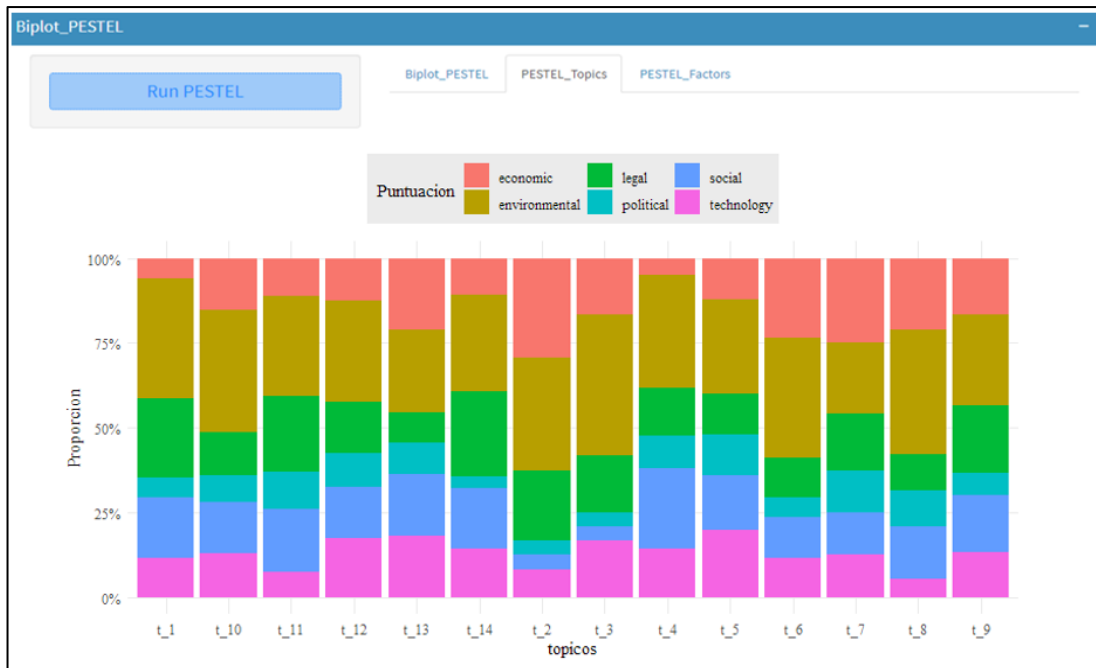 Biplot_PESTEL
Run PESTEL
Biplot_PESTEL PESTEL_Topics PESTEL_Factors
Puntuacion
economic legal social
environmental political technology
100%
75%
50%
25%
0%
Proporcion
t_1 t_10 t_11 t_12 t_13 t_14 t_2 t_3 t_4 t_5 t_6 t_7 t_8 t_9
topicos